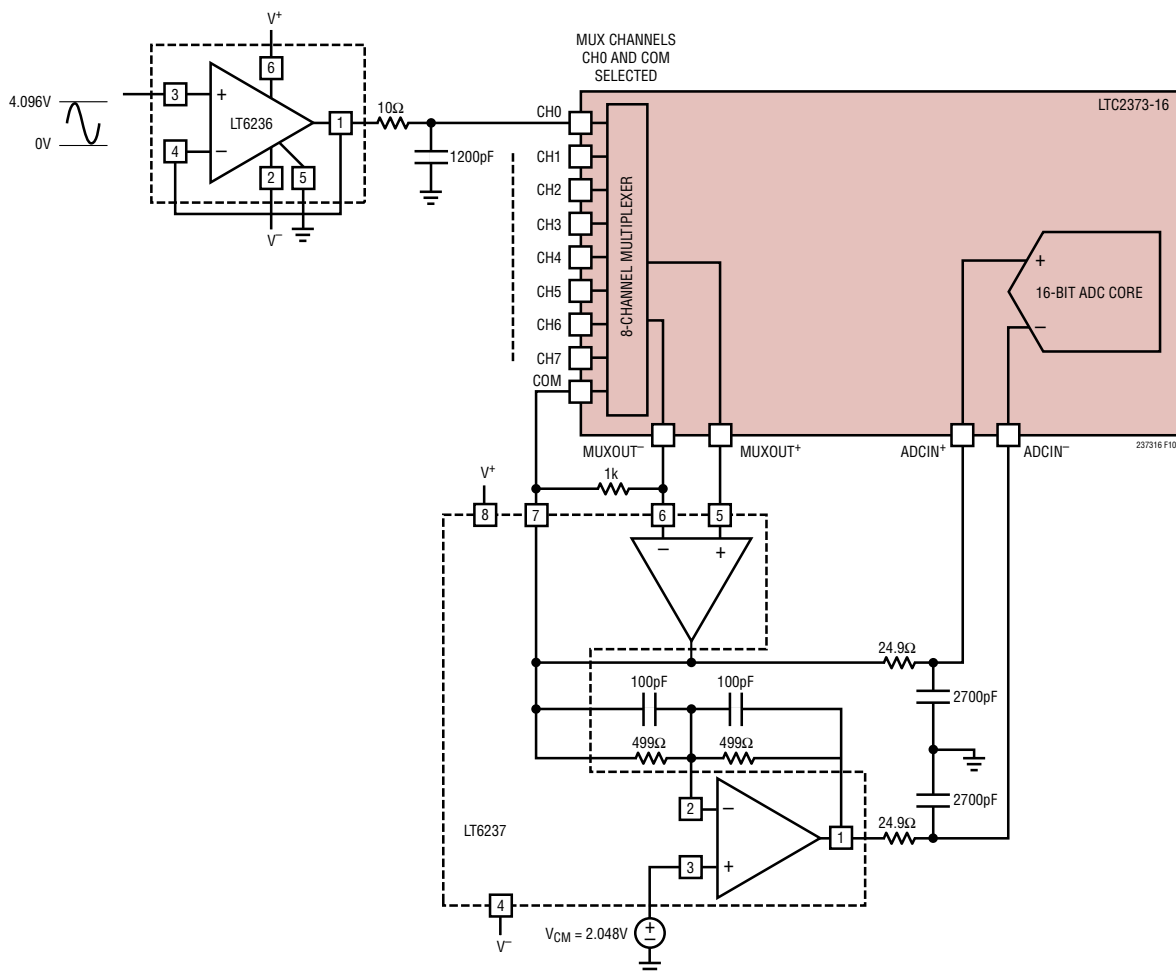 V+
MUX CHANNELS
CH0 AND COM
SELECTED
LTC2373-16
6
4.096V
0V
3
+
LT6236
1
10Ω
CH0
4
–
2
5
1200pF
V–
CH1
CH2
CH3
CH4
CH5
CH6
CH7
COM
8-CHANNEL MULTIPLEXER
+
16-BIT ADC CORE
–
MUXOUT–
MUXOUT+
ADCIN+
ADCIN–
237316 F10
1k
V+
8
7
6
5
–
+
24.9Ω
100pF
100pF
2700pF
499Ω
499Ω
2
–
2700pF
LT6237
1
24.9Ω
3
+
4
V–
VCM = 2.048V
+
–